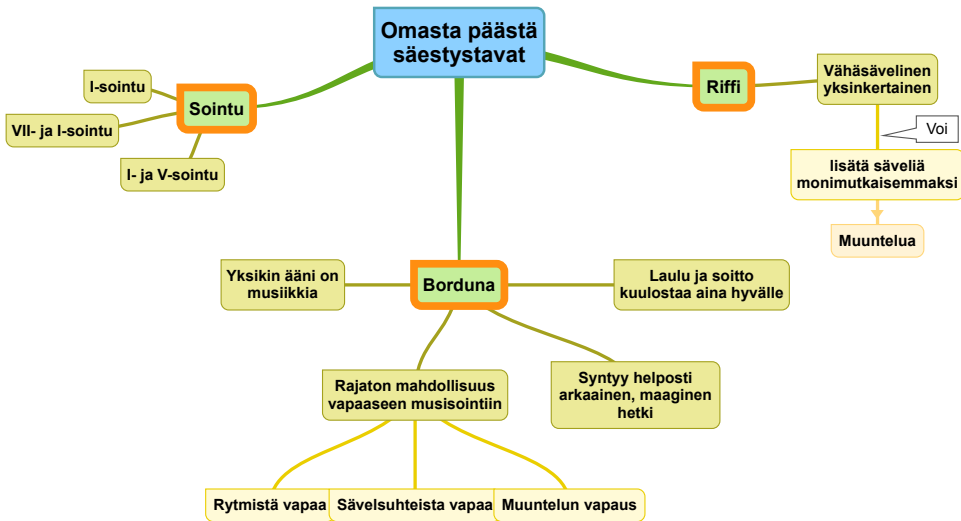 Omasta päästä
säestystavat
Sointu
I-sointu
VII- ja I-sointu
I- ja V-sointu
Riffi
Vähäsävelinen
yksinkertainen
Voi
lisätä säveliä
monimutkaisemmaksi
Muuntelua
Borduna
Yksikin ääni on
musiikkia
Laulu ja soitto
kuulostaa aina hyvälle
Rajaton mahdollisuus
vapaaseen musisointiin
Syntyy helposti
arkaainen, maaginen
hetki
Rytmistä vapaa
Sävelsuhteista vapaa
Muuntelun vapaus